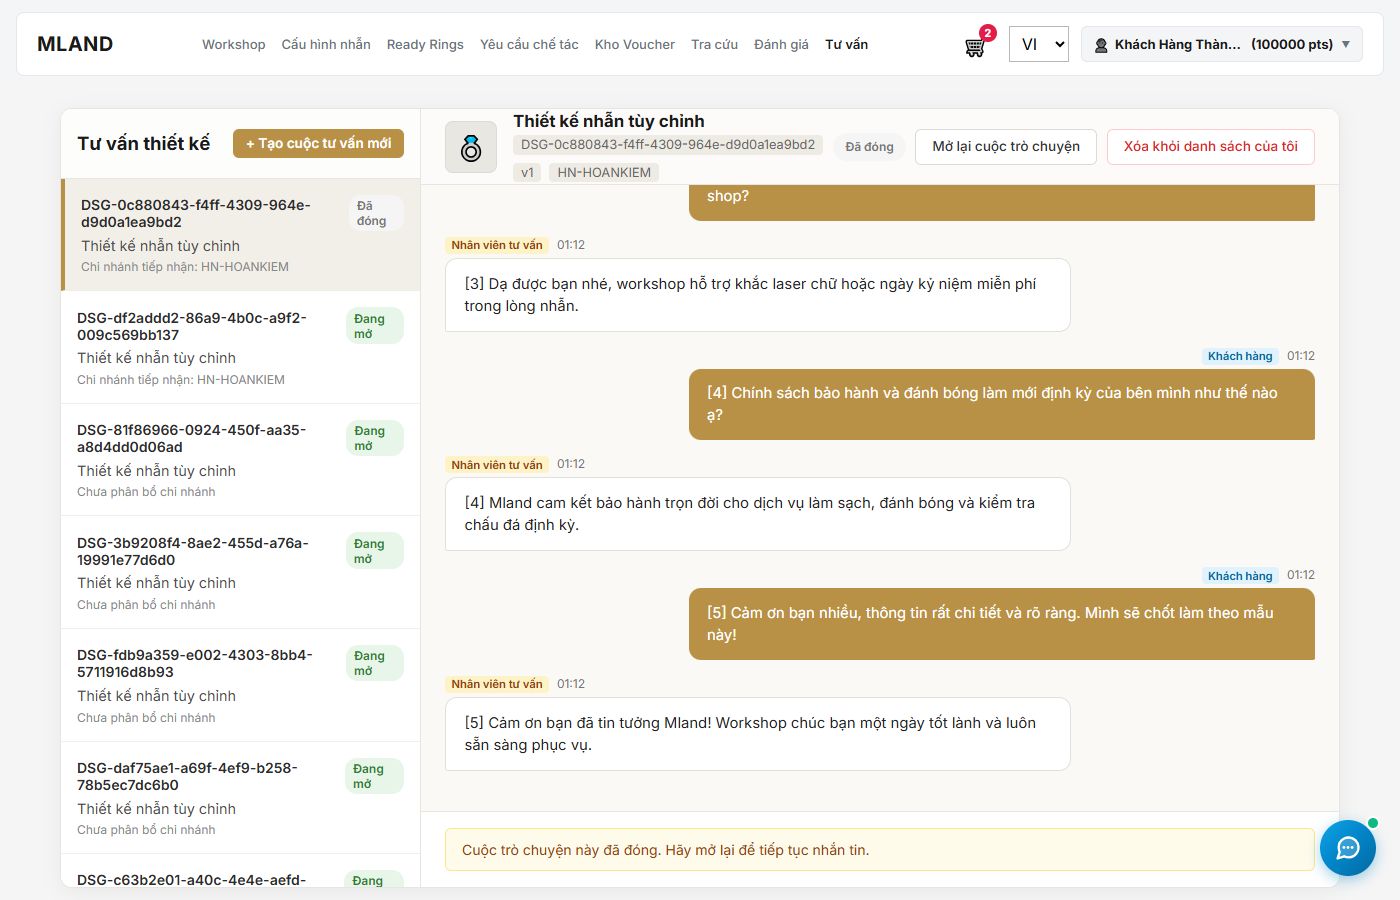 MLAND
Workshop
Cấu hình nhẫn
Ready Rings
Yêu cầu chế tác
Kho Voucher
Tra cứu
Đánh giá
Tư vấn
2
VI
Khách Hàng Thàn... (100000 pts)
Tư vấn thiết kế
+ Tạo cuộc tư vấn mới
DSG-0c880843-f4ff-4309-964e-
d9d0a1ea9bd2
Đã
đóng
Thiết kế nhẫn tùy chỉnh
Chi nhánh tiếp nhận: HN-HOANKIEM
DSG-df2addd2-86a9-4b0c-a9f2-
009c569bb137
Đang
mở
Thiết kế nhẫn tùy chỉnh
Chi nhánh tiếp nhận: HN-HOANKIEM
DSG-81f86966-0924-450f-aa35-
a8d4dd0d06ad
Đang
mở
Thiết kế nhẫn tùy chỉnh
Chưa phân bổ chi nhánh
DSG-3b9208f4-8ae2-455d-a76a-
19991e77d6d0
Đang
mở
Thiết kế nhẫn tùy chỉnh
Chưa phân bổ chi nhánh
DSG-fdb9a359-e002-4303-8bb4-
5711916d8b93
Đang
mở
Thiết kế nhẫn tùy chỉnh
Chưa phân bổ chi nhánh
DSG-daf75ae1-a69f-4ef9-b258-
78b5ec7dc6b0
Đang
mở
Thiết kế nhẫn tùy chỉnh
Chưa phân bổ chi nhánh
DSG-c63b2e01-a40c-4e4e-aefd-
Đang
Thiết kế nhẫn tùy chỉnh
DSG-0c880843-f4ff-4309-964e-d9d0a1ea9bd2
v1
HN-HOANKIEM
Đã đóng
Mở lại cuộc trò chuyện
Xóa khỏi danh sách của tôi
shop?
Nhân viên tư vấn 01:12
[3] Dạ được bạn nhé, workshop hỗ trợ khắc laser chữ hoặc ngày kỷ niệm miễn phí
trong lòng nhẫn.
Khách hàng 01:12
[4] Chính sách bảo hành và đánh bóng làm mới định kỳ của bên mình như thế nào
ạ?
Nhân viên tư vấn 01:12
[4] Mland cam kết bảo hành trọn đời cho dịch vụ làm sạch, đánh bóng và kiểm tra
chấu đá định kỳ.
Khách hàng 01:12
[5] Cảm ơn bạn nhiều, thông tin rất chi tiết và rõ ràng. Mình sẽ chốt làm theo mẫu
này!
Nhân viên tư vấn 01:12
[5] Cảm ơn bạn đã tin tưởng Mland! Workshop chúc bạn một ngày tốt lành và luôn
sẵn sàng phục vụ.
Cuộc trò chuyện này đã đóng. Hãy mở lại để tiếp tục nhắn tin.